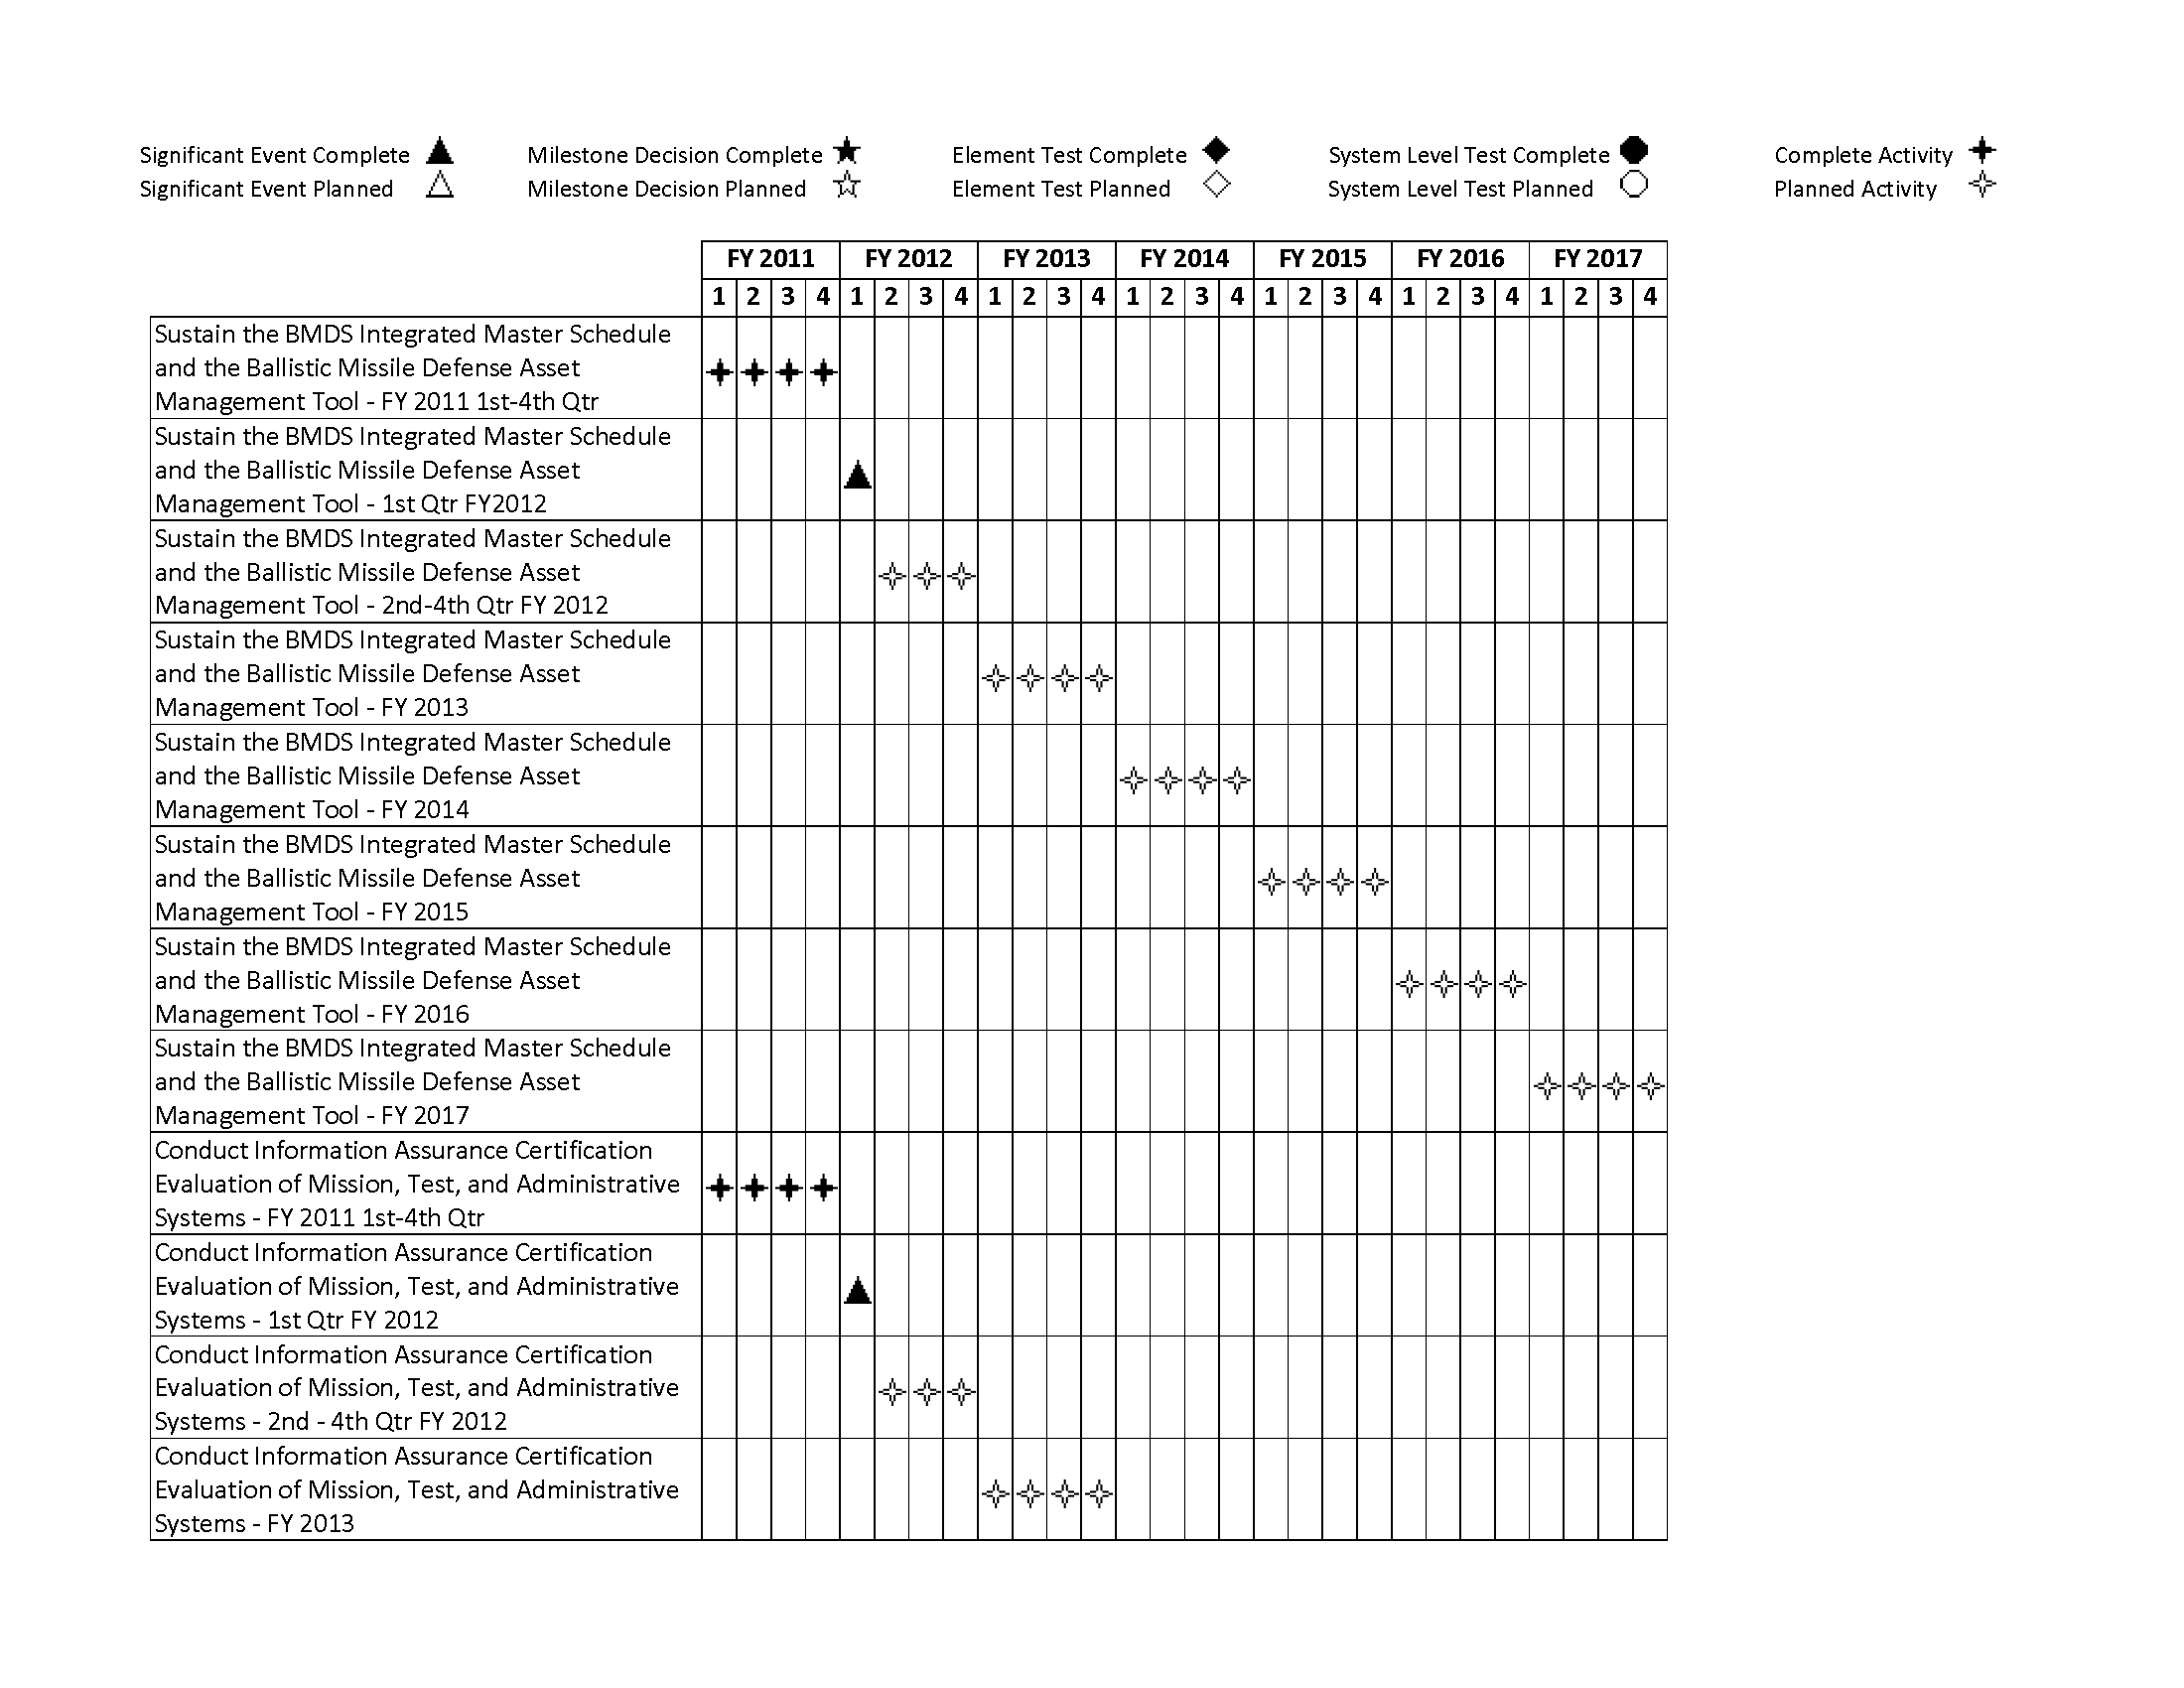 Significant Event Complete Milestone Decision Complete Element Test Complete System Level Test Complete Complete Activity
Significant Event Planned Milestone Decision Planned Element Test Planned System Level Test Planned Planned Activity
FY 2011 FY 2012 FY 2013 FY 2014 FY 2015 FY 2016 FY 2017
1 2 3 4 1 2 3 4 1 2 3 4 1 2 3 4 1 2 3 4 1 2 3 4 1 2 3 4
Sustain the BMDS Integrated Master Schedule
and the Ballistic Missile Defense Asset
Management Tool - FY 2011 1st-4th Qtr
Sustain the BMDS Integrated Master Schedule
and the Ballistic Missile Defense Asset
Management Tool - 1st Qtr FY2012
Sustain the BMDS Integrated Master Schedule
and the Ballistic Missile Defense Asset
Management Tool - 2nd-4th Qtr FY 2012
Sustain the BMDS Integrated Master Schedule
and the Ballistic Missile Defense Asset
Management Tool - FY 2013
Sustain the BMDS Integrated Master Schedule
and the Ballistic Missile Defense Asset
Management Tool - FY 2014
Sustain the BMDS Integrated Master Schedule
and the Ballistic Missile Defense Asset
Management Tool - FY 2015
Sustain the BMDS Integrated Master Schedule
and the Ballistic Missile Defense Asset
Management Tool - FY 2016
Sustain the BMDS Integrated Master Schedule
and the Ballistic Missile Defense Asset
Management Tool - FY 2017
Conduct Information Assurance Certification
Evaluation of Mission, Test, and Administrative
Systems - FY 2011 1st-4th Qtr
Conduct Information Assurance Certification
Evaluation of Mission, Test, and Administrative
Systems - 1st Qtr FY 2012
Conduct Information Assurance Certification
Evaluation of Mission, Test, and Administrative
Systems - 2nd - 4th Qtr FY 2012
Conduct Information Assurance Certification
Evaluation of Mission, Test, and Administrative
Systems - FY 2013